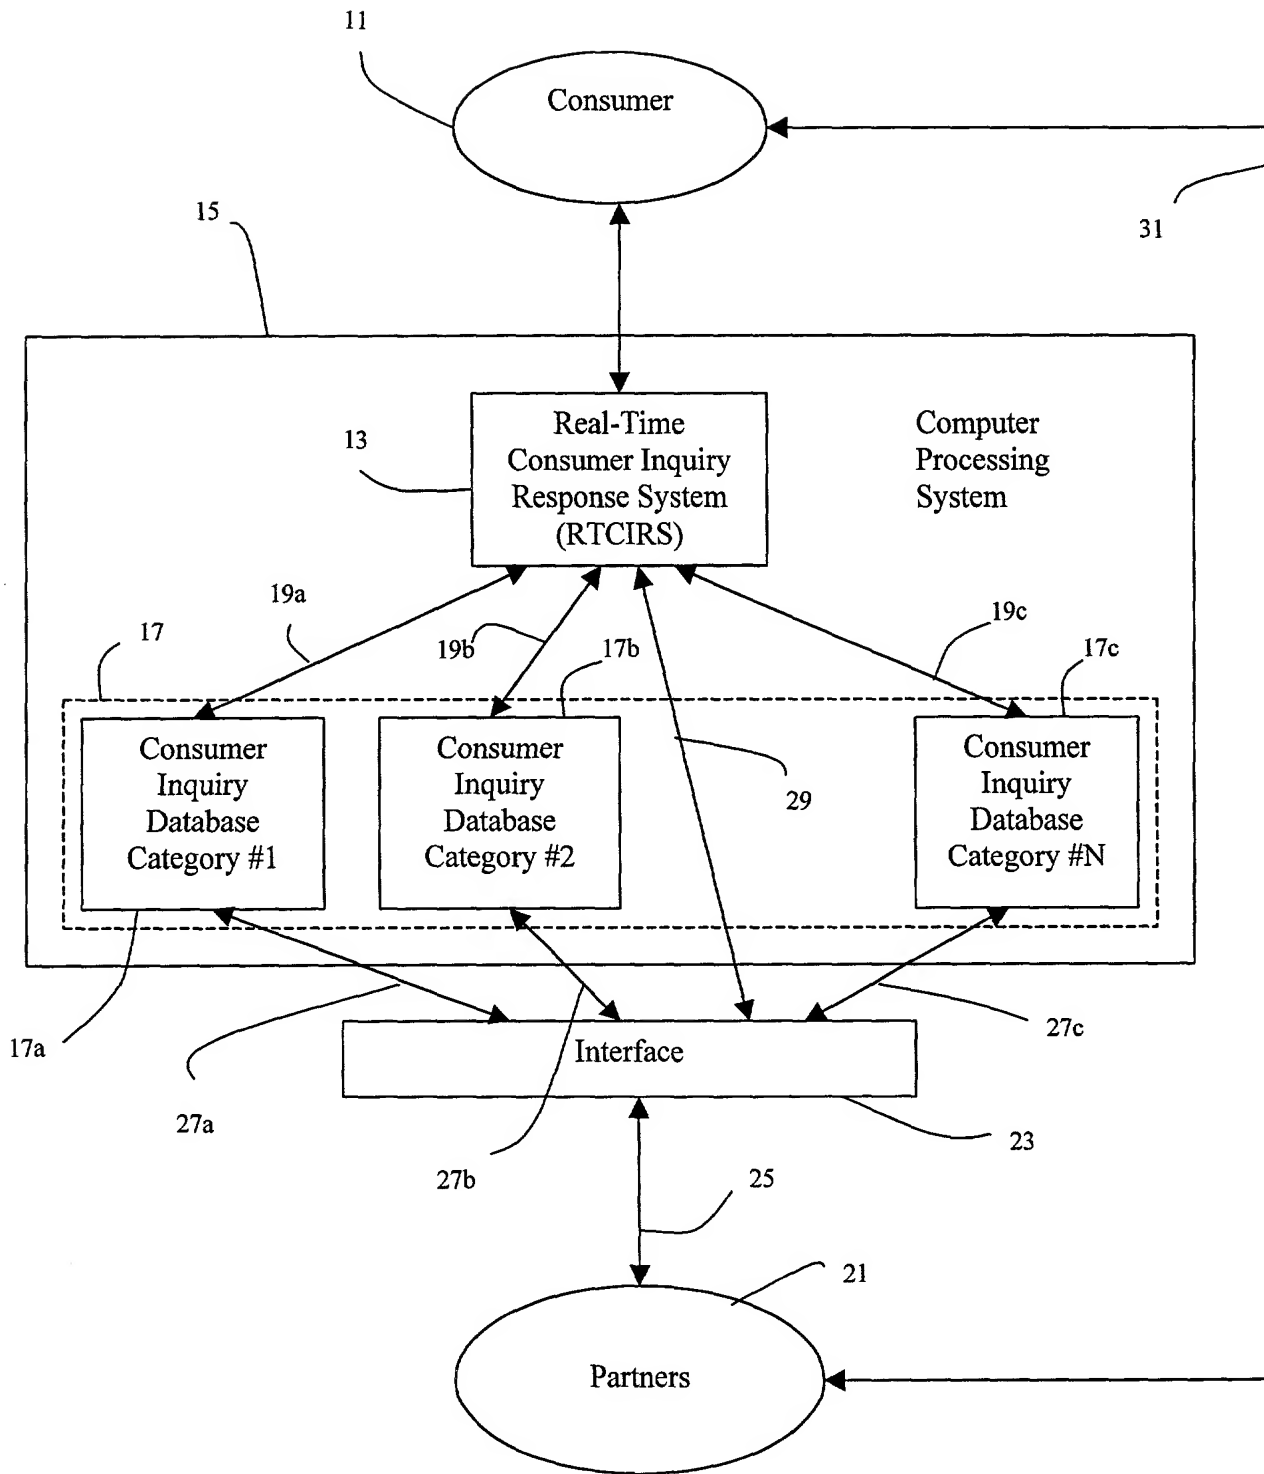 11
Consumer
31
15
Real-Time
Consumer Inquiry
Response System
(RTCIRS)
13
Computer
Processing
System
19a
19b
19c
17
17b
17c
Consumer
Inquiry
Database
Category #1
Consumer
Inquiry
Database
Category #2
29
Consumer
Inquiry
Database
Category #N
17a
27a
27b
27c
Interface
23
25
21
Partners